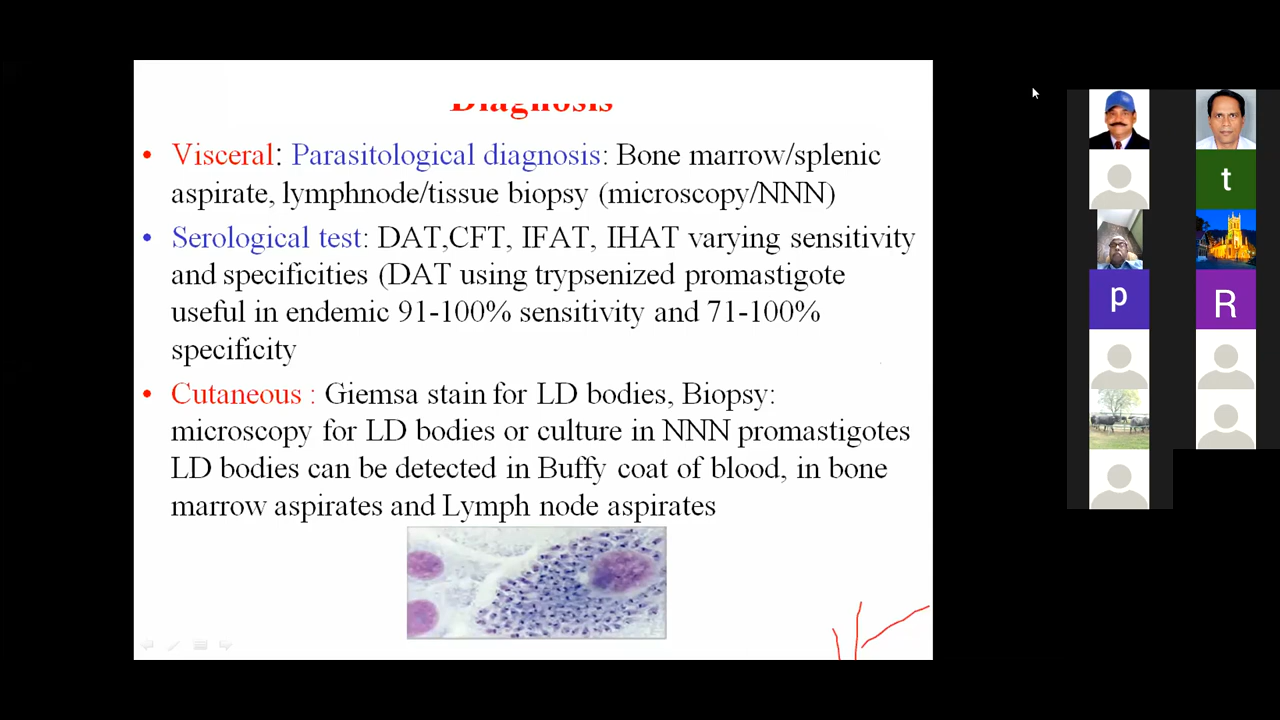 Diagnosis
• Visceral: Parasitological diagnosis: Bone marrow/splenic
aspirate, lymphnode/tissue biopsy (microscopy/NNN)
• Serological test: DAT,CFT, IFAT, IHAT varying sensitivity
and specificities (DAT using trypsenized promastigote
useful in endemic 91-100% sensitivity and 71-100%
specificity
• Cutaneous : Giemsa stain for LD bodies, Biopsy:
microscopy for LD bodies or culture in NNN promastigotes
LD bodies can be detected in Buffy coat of blood, in bone
marrow aspirates and Lymph node aspirates
t
p
R